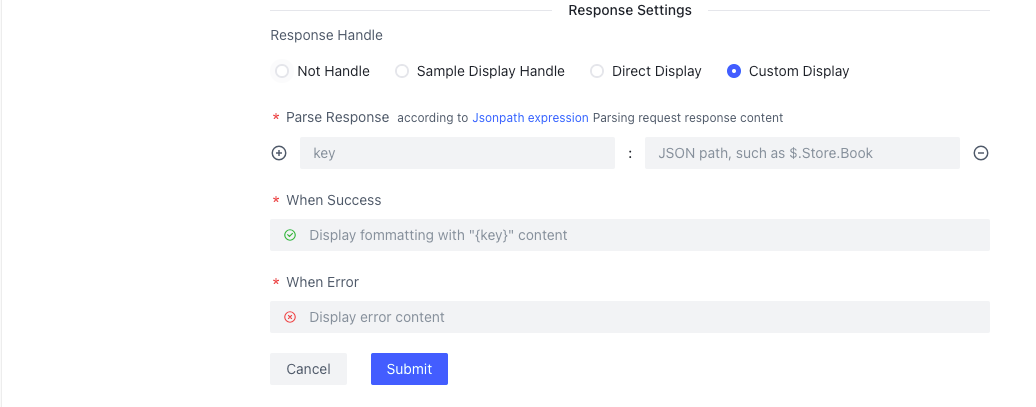 Response Settings
Response Handle
Not Handle Sample Display Handle Direct Display Custom Display
* Parse Response according to Jsonpath expression Parsing request response content
key : JSON path, such as $.Store.Book
* When Success
Display fommatting with "{key}" content
* When Error
Display error content
Cancel Submit